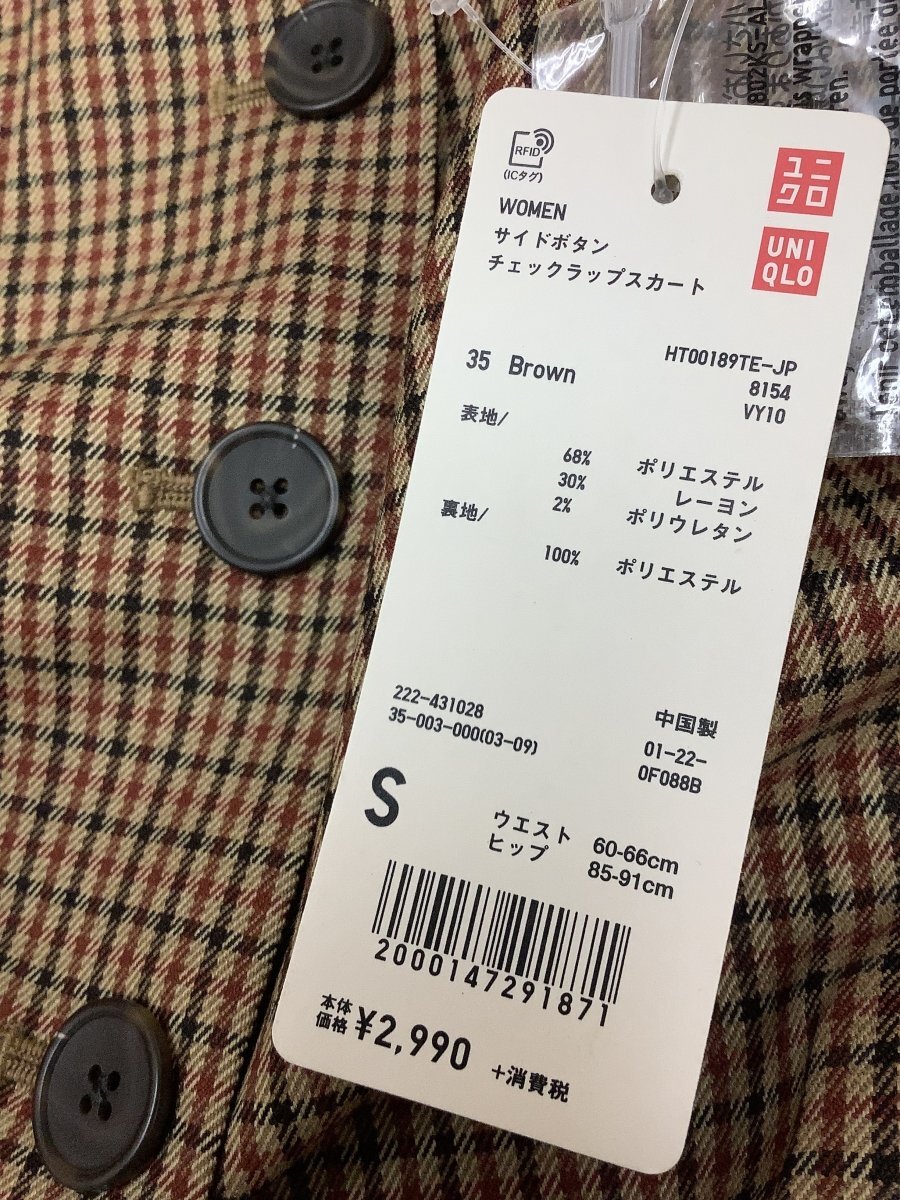 RFID
(ICタグ)
ユニ
クロ
UNI
QLO
WOMEN
サイドボタン
チェックラップスカート
35 Brown
HT00189TE-JP
8154
VY10
表地/
68% ポリエステル
30% レーヨン
2% ポリウレタン
裏地/
100% ポリエステル
222-431028
35-003-000(03-09)
中国製
01-22-
0F088B
S
ウエスト 60-66cm
ヒップ 85-91cm
2000147291871
本体
価格 ¥2,990 +消費税